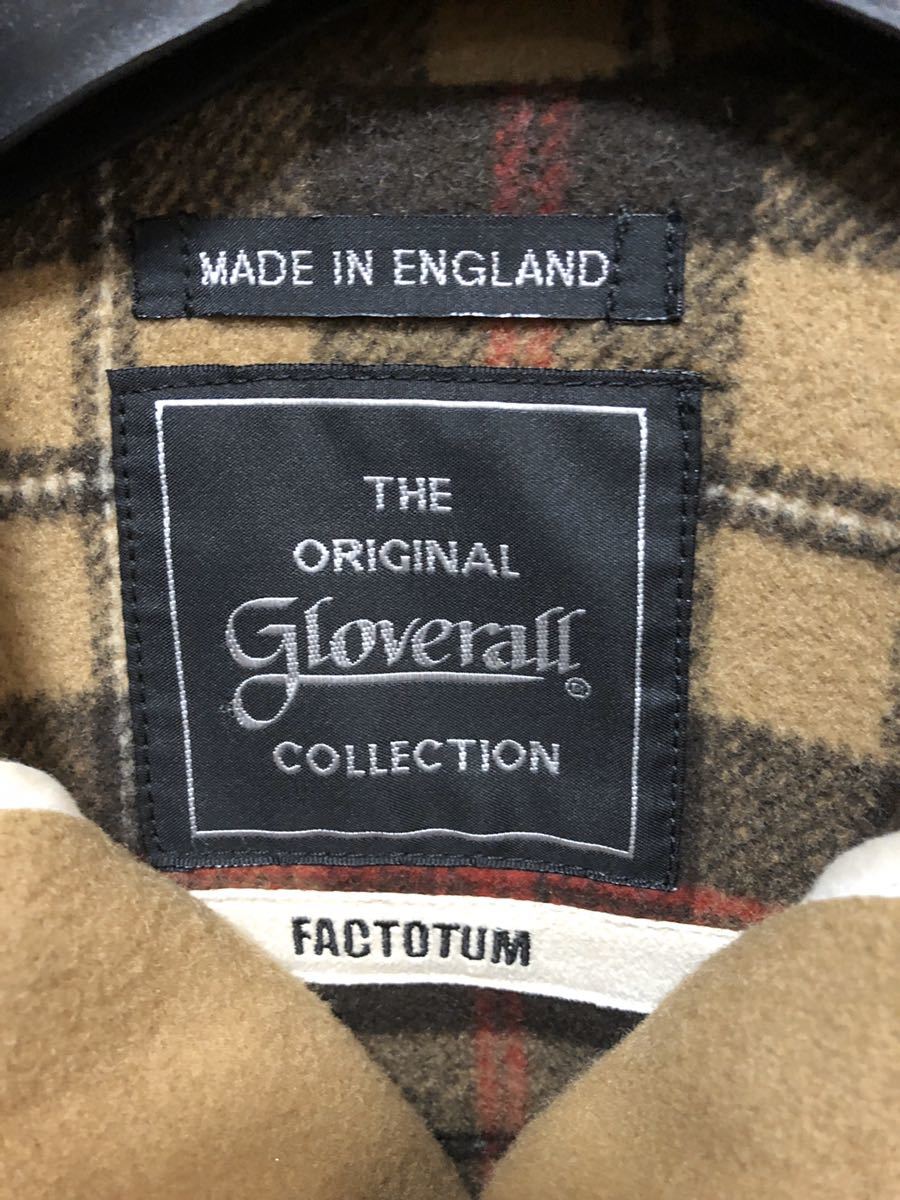 MADE IN ENGLAND
THE
ORIGINAL
Gloverall®
COLLECTION
FACTOTUM